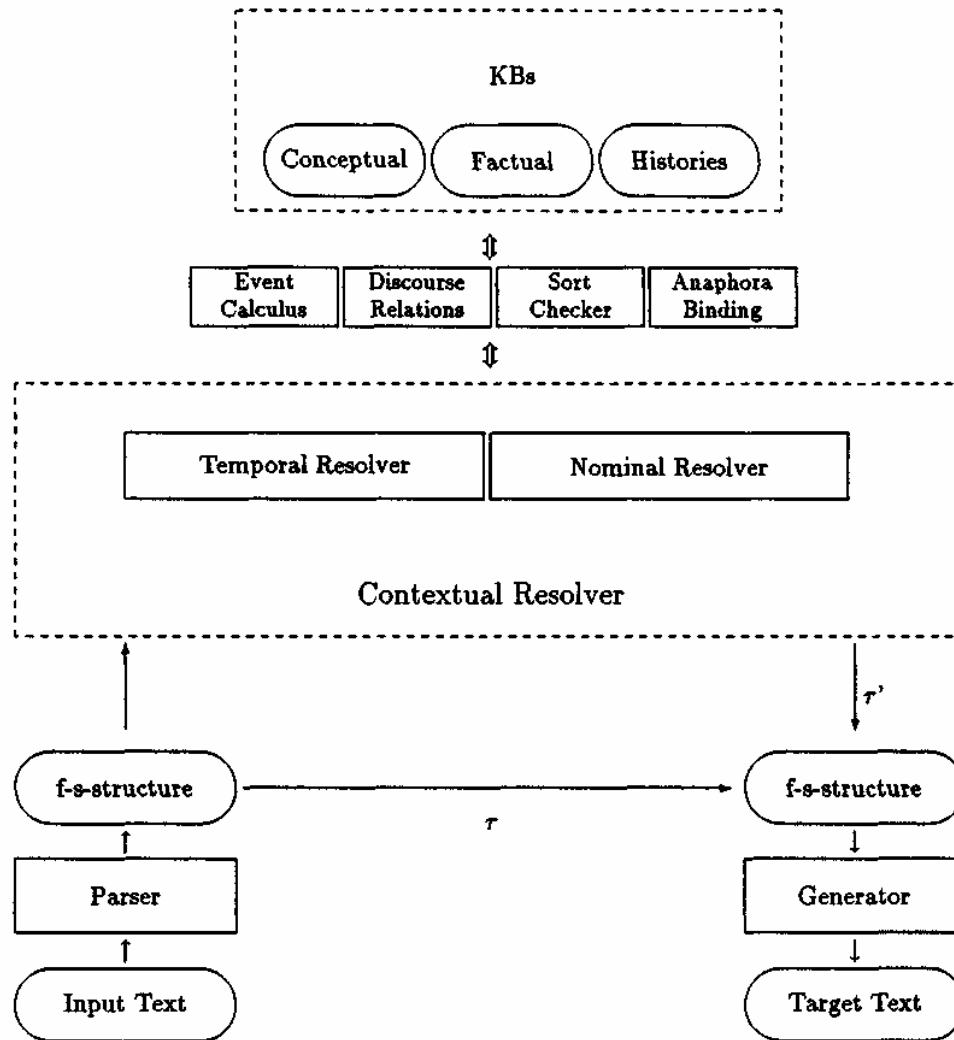 KBs
Conceptual Factual Histories
Event Calculus
Discourse Relations
Sort Checker
Anaphora Binding
Temporal Resolver Nominal Resolver
Contextual Resolver
τ'
f-s-structure f-s-structure
τ
Parser Generator
Input Text Target Text